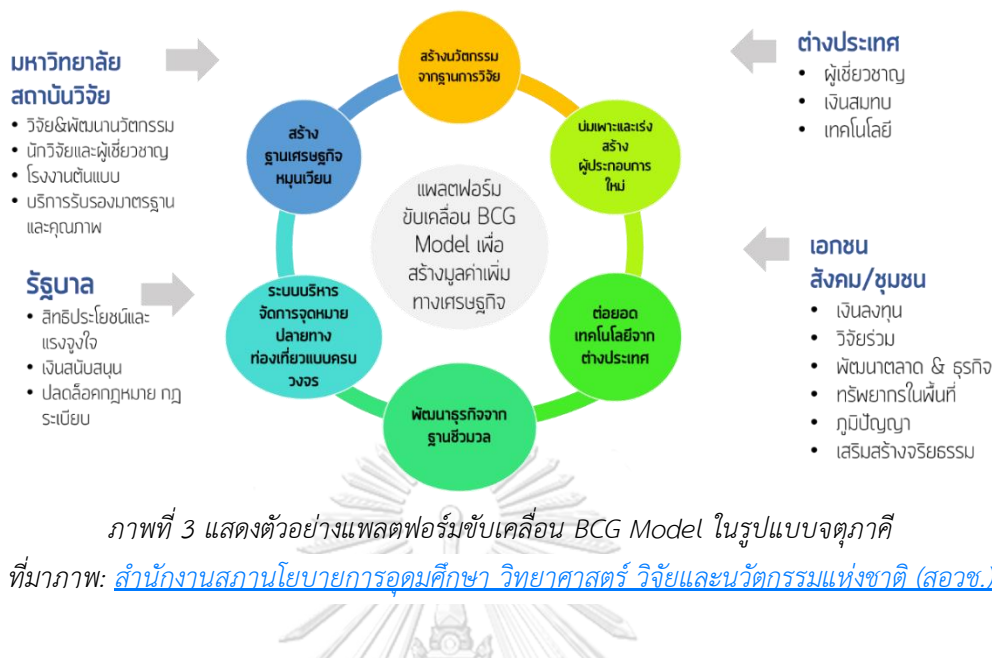 มหาวิทยาลัย
สถาบันวิจัย
• วิจัย&พัฒนานวัตกรรม
• นักวิจัยและผู้เชี่ยวชาญ
• โรงงานต้นแบบ
• บริการรับรองมาตรฐาน
และคุณภาพ
รัฐบาล
• สิทธิประโยชน์และ
แรงจูงใจ
• เงินสนับสนุน
• ปลดล็อคกฎหมาย กฎ
ระเบียบ
สร้างนวัตกรรม
จากฐานการวิจัย
บ่มเพาะและเร่ง
สร้าง
ผู้ประกอบการ
ใหม่
ต่อยอด
เทคโนโลยีจาก
ต่างประเทศ
พัฒนาธุรกิจจาก
ฐานชีวมวล
ระบบบริหาร
จัดการจุดหมาย
ปลายทาง
ท่องเที่ยวแบบครบ
วงจร
สร้าง
ฐานเศรษฐกิจ
หมุนเวียน
แพลตฟอร์ม
ขับเคลื่อน BCG
Model เพื่อ
สร้างมูลค่าเพิ่ม
ทางเศรษฐกิจ
ต่างประเทศ
• ผู้เชี่ยวชาญ
• เงินสมทบ
• เทคโนโลยี
เอกชน
สังคม/ชุมชน
• เงินลงทุน
• วิจัยร่วม
• พัฒนาตลาด & ธุรกิจ
• ทรัพยากรในพื้นที่
• ภูมิปัญญา
• เสริมสร้างจริยธรรม
ภาพที่ 3 แสดงตัวอย่างแพลตฟอร์มขับเคลื่อน BCG Model ในรูปแบบจตุภาคี
ที่มาภาพ: สำนักงานสภานโยบายการอุดมศึกษา วิทยาศาสตร์ วิจัยและนวัตกรรมแห่งชาติ (สอวช.)